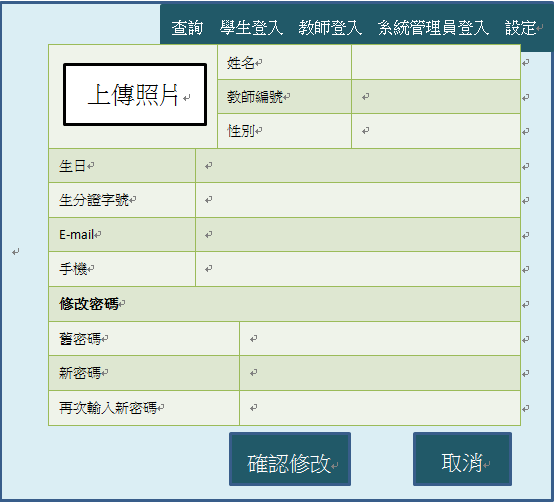 查詢 學生登入 教師登入 系統管理員登入 設定
上傳照片
姓名
教師編號
性別
生日
生分證字號
E-mail
手機
修改密碼
舊密碼
新密碼
再次輸入新密碼
確認修改 取消